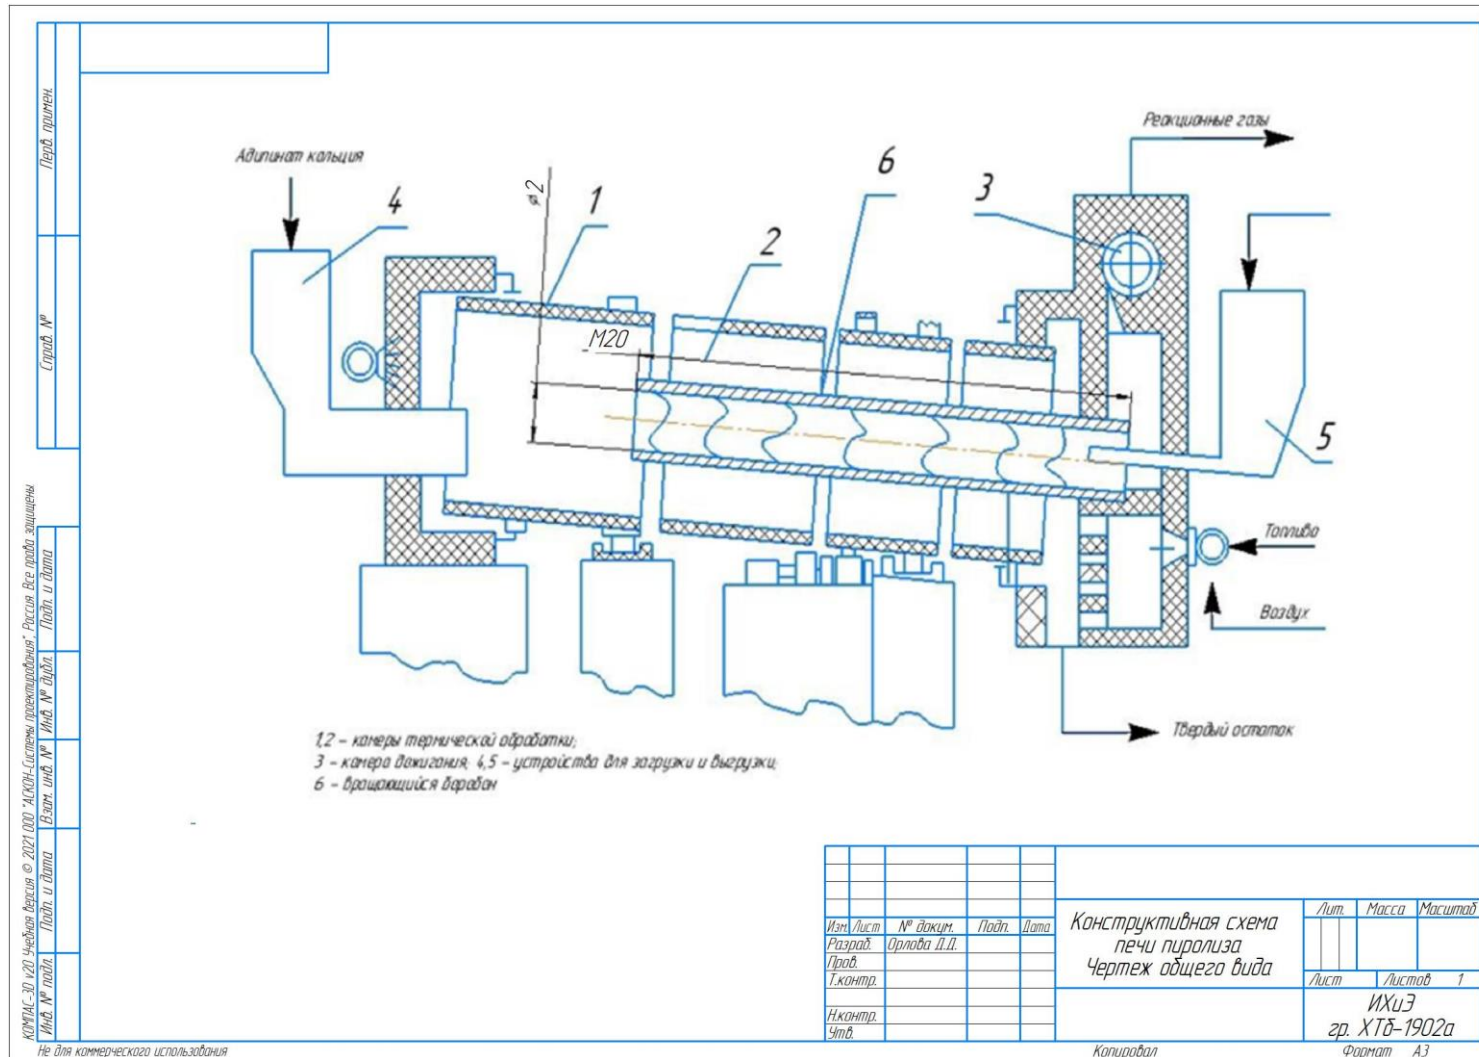 Перв. примен.
Справ. №
Подп. и дата
Инв. № дубл.
Взам. инв. №
Подп. и дата
Инв. № подл.
КОМПАС-3D v20 Учебная версия © 2021 ООО "АСКОН-Системы проектирования", Россия. Все права защищены.
Адипинат кальция
4
⌀2
1
2
6
3
Реакционные газы
М20
5
Топливо
Воздух
Твердый остаток
1,2 – камеры термической обработки;
3 – камера дожигания; 4,5 – устройства для загрузки и выгрузки;
6 – вращающийся барабан
Изм. Лист № докум. Подп. Дата
Разраб. Орлова Д.Д.
Пров.
Т.контр.
Н.контр.
Утв.
Конструктивная схема
печи пиролиза
Чертеж общего вида
Лит. Масса Масштаб
Лист Листов 1
ИХиЭ
гр. ХТб-1902а
Не для коммерческого использования
Копировал
Формат А3